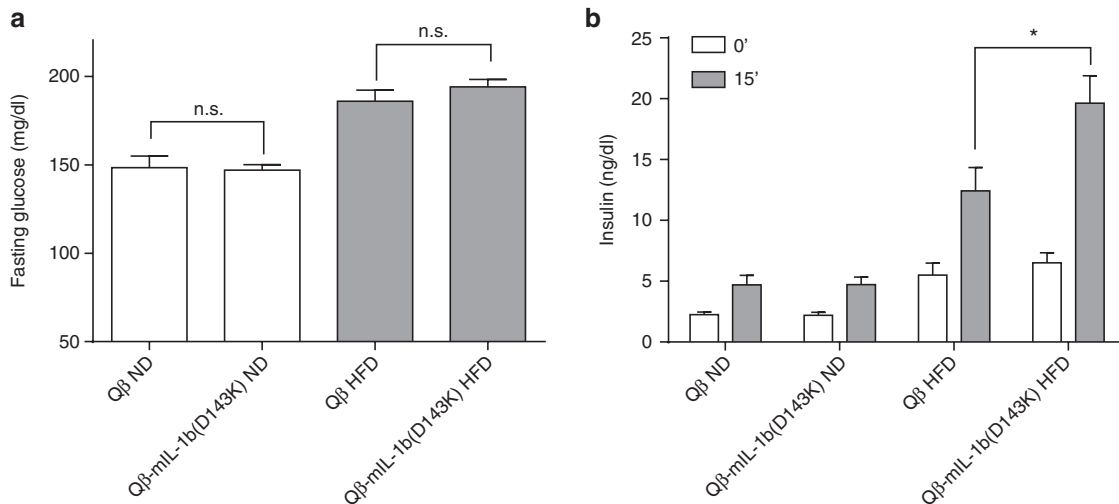 a
n.s.
n.s.
Fasting glucose (mg/dl)
200
150
100
50
Qβ ND
Qβ-mIL-1b(D143K) ND
Qβ HFD
Qβ-mIL-1b(D143K) HFD
b
0'
15'
*
Insulin (ng/dl)
25
20
15
10
5
0
Qβ ND
Qβ-mIL-1b(D143K) ND
Qβ HFD
Qβ-mIL-1b(D143K) HFD